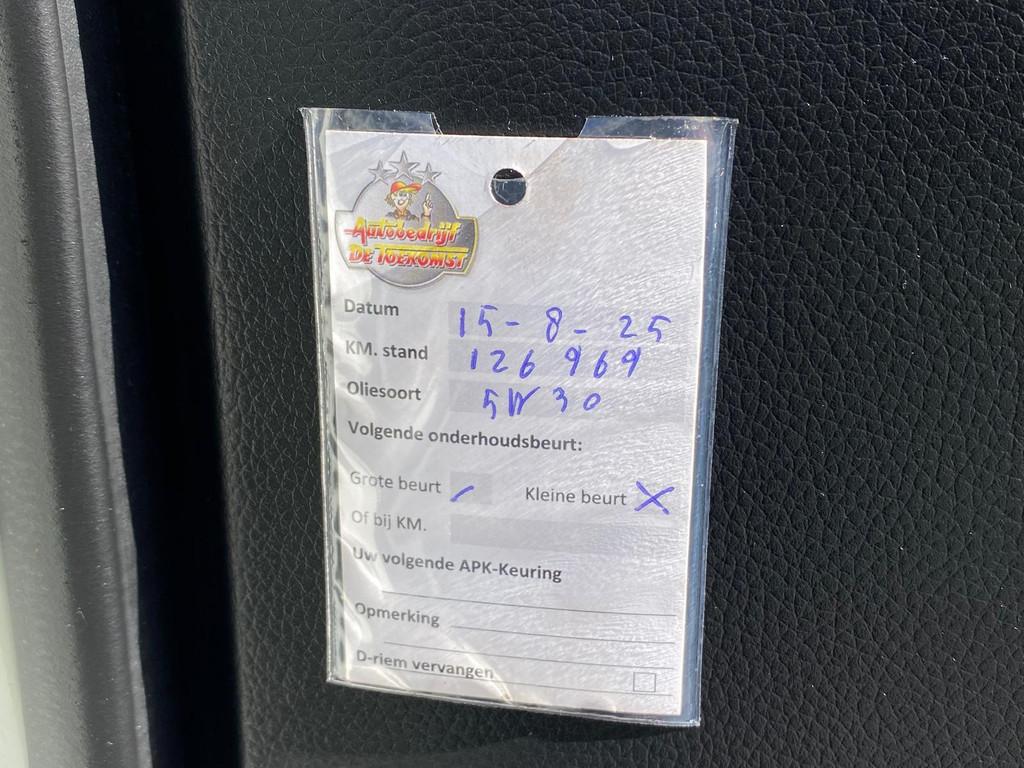 Autobedrijf
DE TOEKOMST
Datum 15-8-25
KM. stand 126 969
Oliesoort 5W30
Volgende onderhoudsbeurt:
Grote beurt Kleine beurt X
Of bij KM.
Uw volgende APK-Keuring
Opmerking
D-riem vervangen